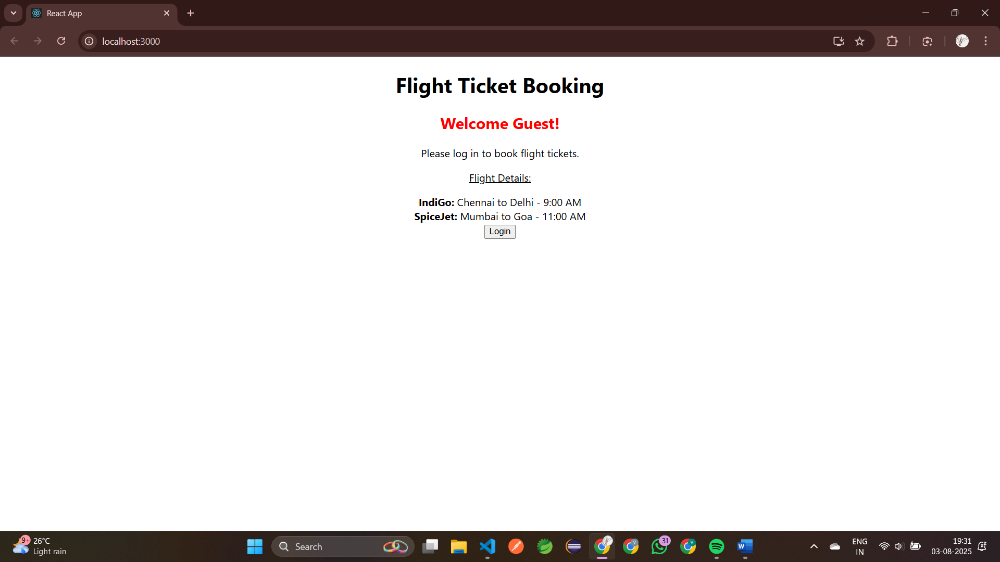 React App
localhost:3000
Flight Ticket Booking
Welcome Guest!
Please log in to book flight tickets.
Flight Details:
IndiGo: Chennai to Delhi - 9:00 AM
SpiceJet: Mumbai to Goa - 11:00 AM
Login
9+
26°C
Light rain
Search
V
31
V
W
ENG
IN
19:31
03-08-2025